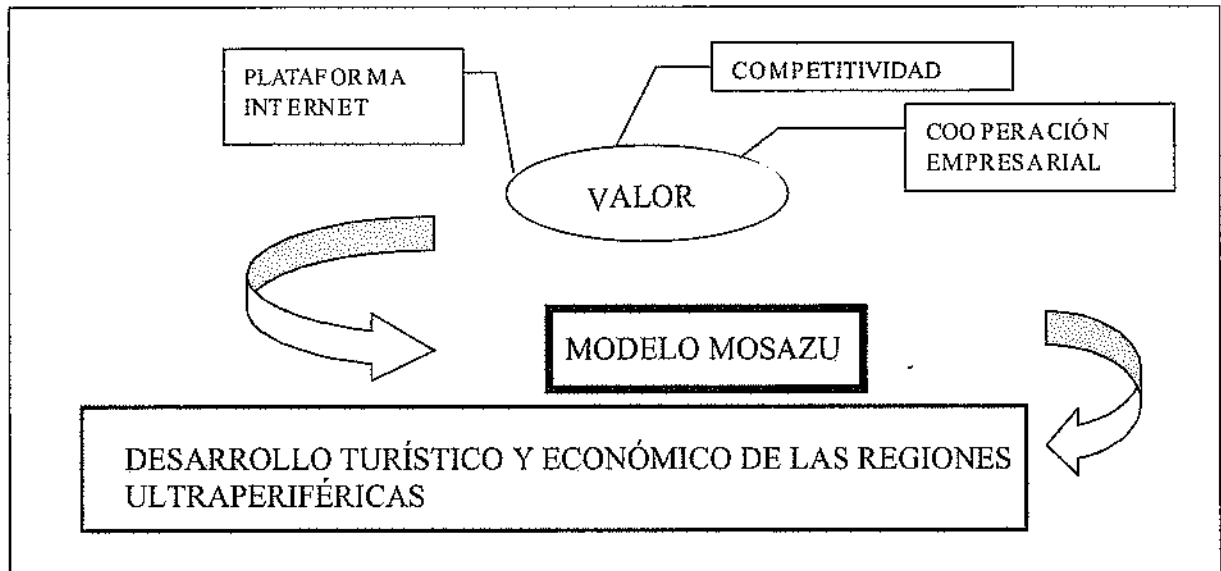 PLATAFORMA
INTERNET
COMPETITIVIDAD
COOPERACIÓN
EMPRESARIAL
VALOR
MODELO MOSAZU
DESARROLLO TURÍSTICO Y ECONÓMICO DE LAS REGIONES
ULTRAPERIFÉRICAS